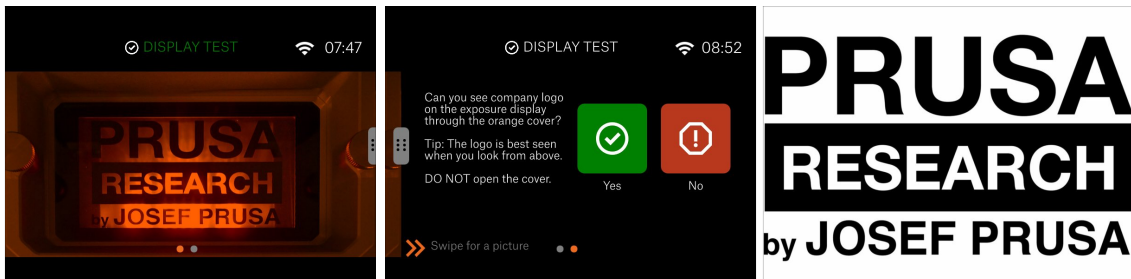 DISPLAY TEST
07:47
PRUSA
RESEARCH
by JOSEF PRUSA
DISPLAY TEST
08:52
Can you see company logo
on the exposure display
through the orange cover?
Tip: The logo is best seen
when you look from above.
DO NOT open the cover.
Yes
No
Swipe for a picture
PRUSA
RESEARCH
by JOSEF PRUSA